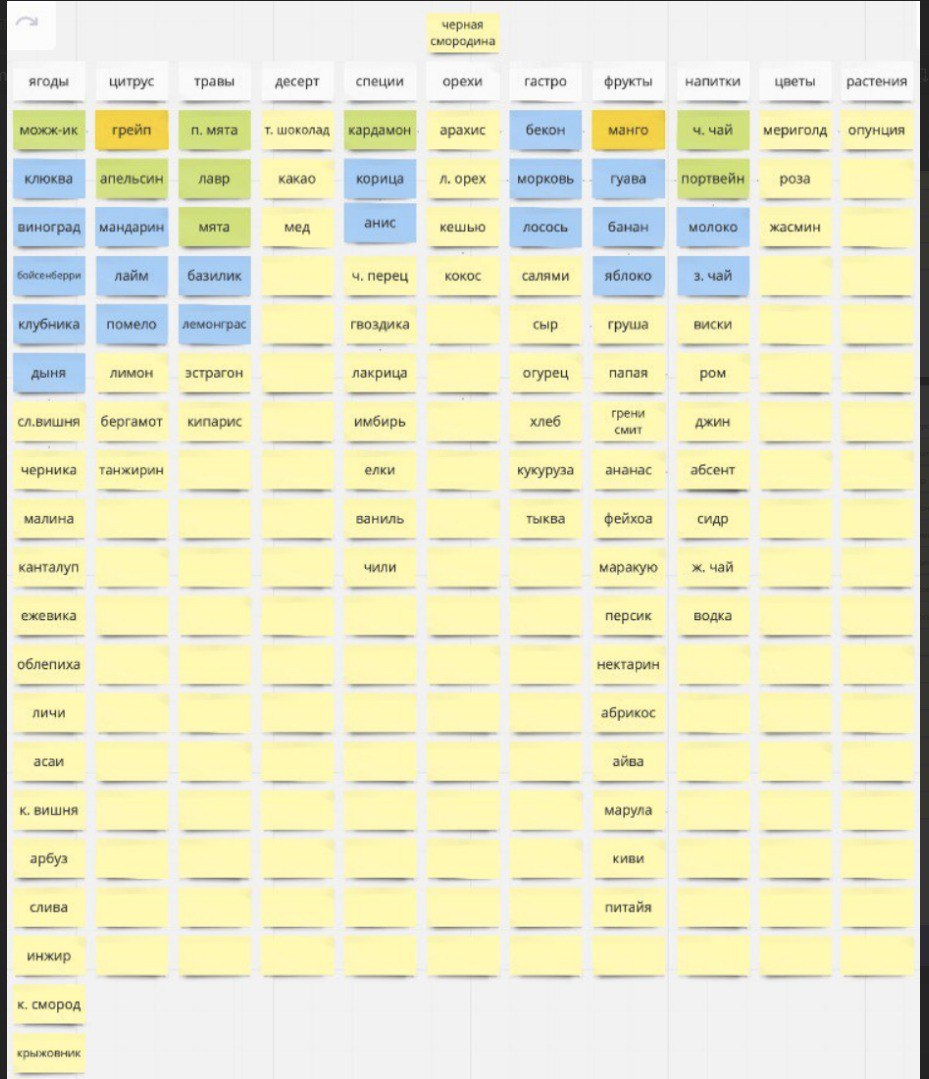 черная
смородина
ягоды цитрус травы десерт специи орехи гастро фрукты напитки цветы растения
можж-ик грейп п. мята т. шоколад кардамон арахис бекон манго ч. чай мериголд опунция
клюква апельсин лавр какао корица л. орех морковь гуава портвейн роза
виноград мандарин мята мед анис кешью лосось банан молоко жасмин
бойсенберри лайм базилик ч. перец кокос салями яблоко з. чай
клубника помело лемонграс гвоздика сыр груша виски
дыня лимон эстрагон лакрица огурец папая ром
сл.вишня бергамот кипарис имбирь хлеб грени
смит джин
черника танжирин елки кукуруза ананас абсент
малина ваниль тыква фейхоа сидр
канталуп чили маракую ж. чай
ежевика персик водка
облепиха нектарин
личи абрикос
асаи айва
к. вишня марула
арбуз киви
слива питайя
инжир
к. смород
крыжовник